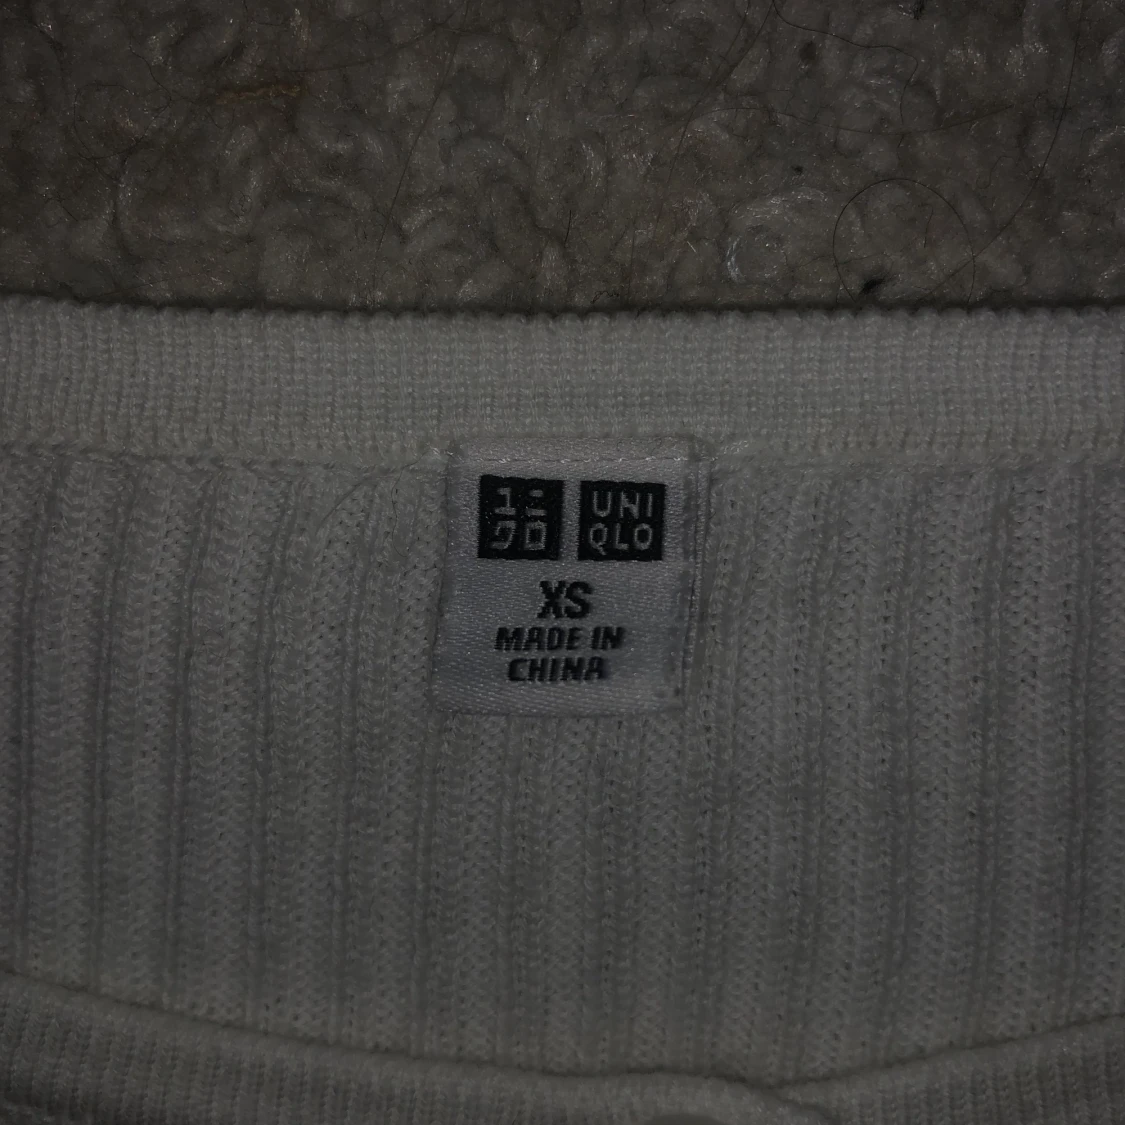 ユニ UNI
クロ QLO
XS
MADE IN
CHINA